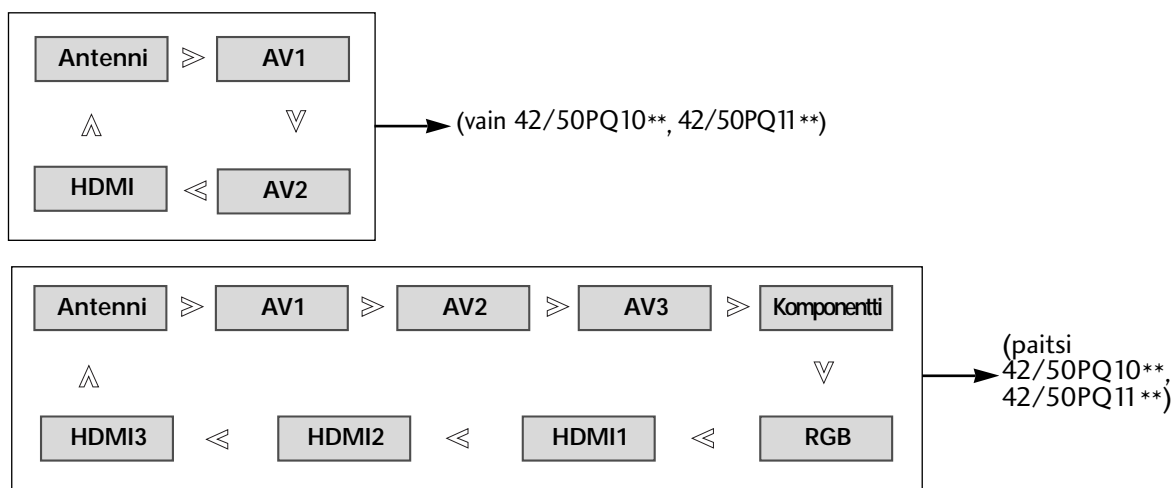 Antenni AV1
(vain 42/50PQ10**, 42/50PQ11**)
HDMI AV2
Antenni AV1 AV2 AV3 Komponentti
(paitsi
42/50PQ10**,
42/50PQ11**)
HDMI3 HDMI2 HDMI1 RGB